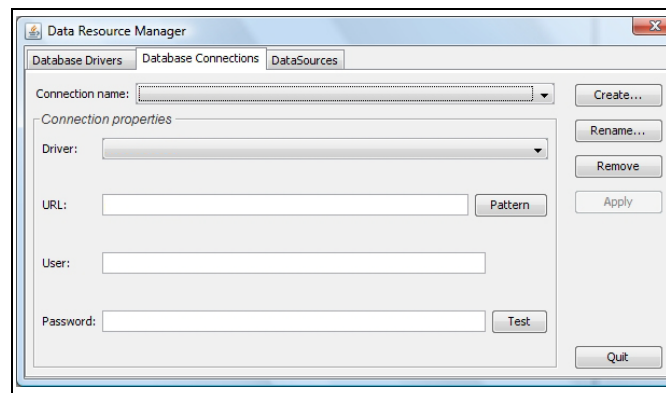 Data Resource Manager
Database Drivers Database Connections DataSources
Connection name: Create...
Connection properties Rename...
Driver:
Remove
URL: Pattern Apply
User:
Password: Test
Quit